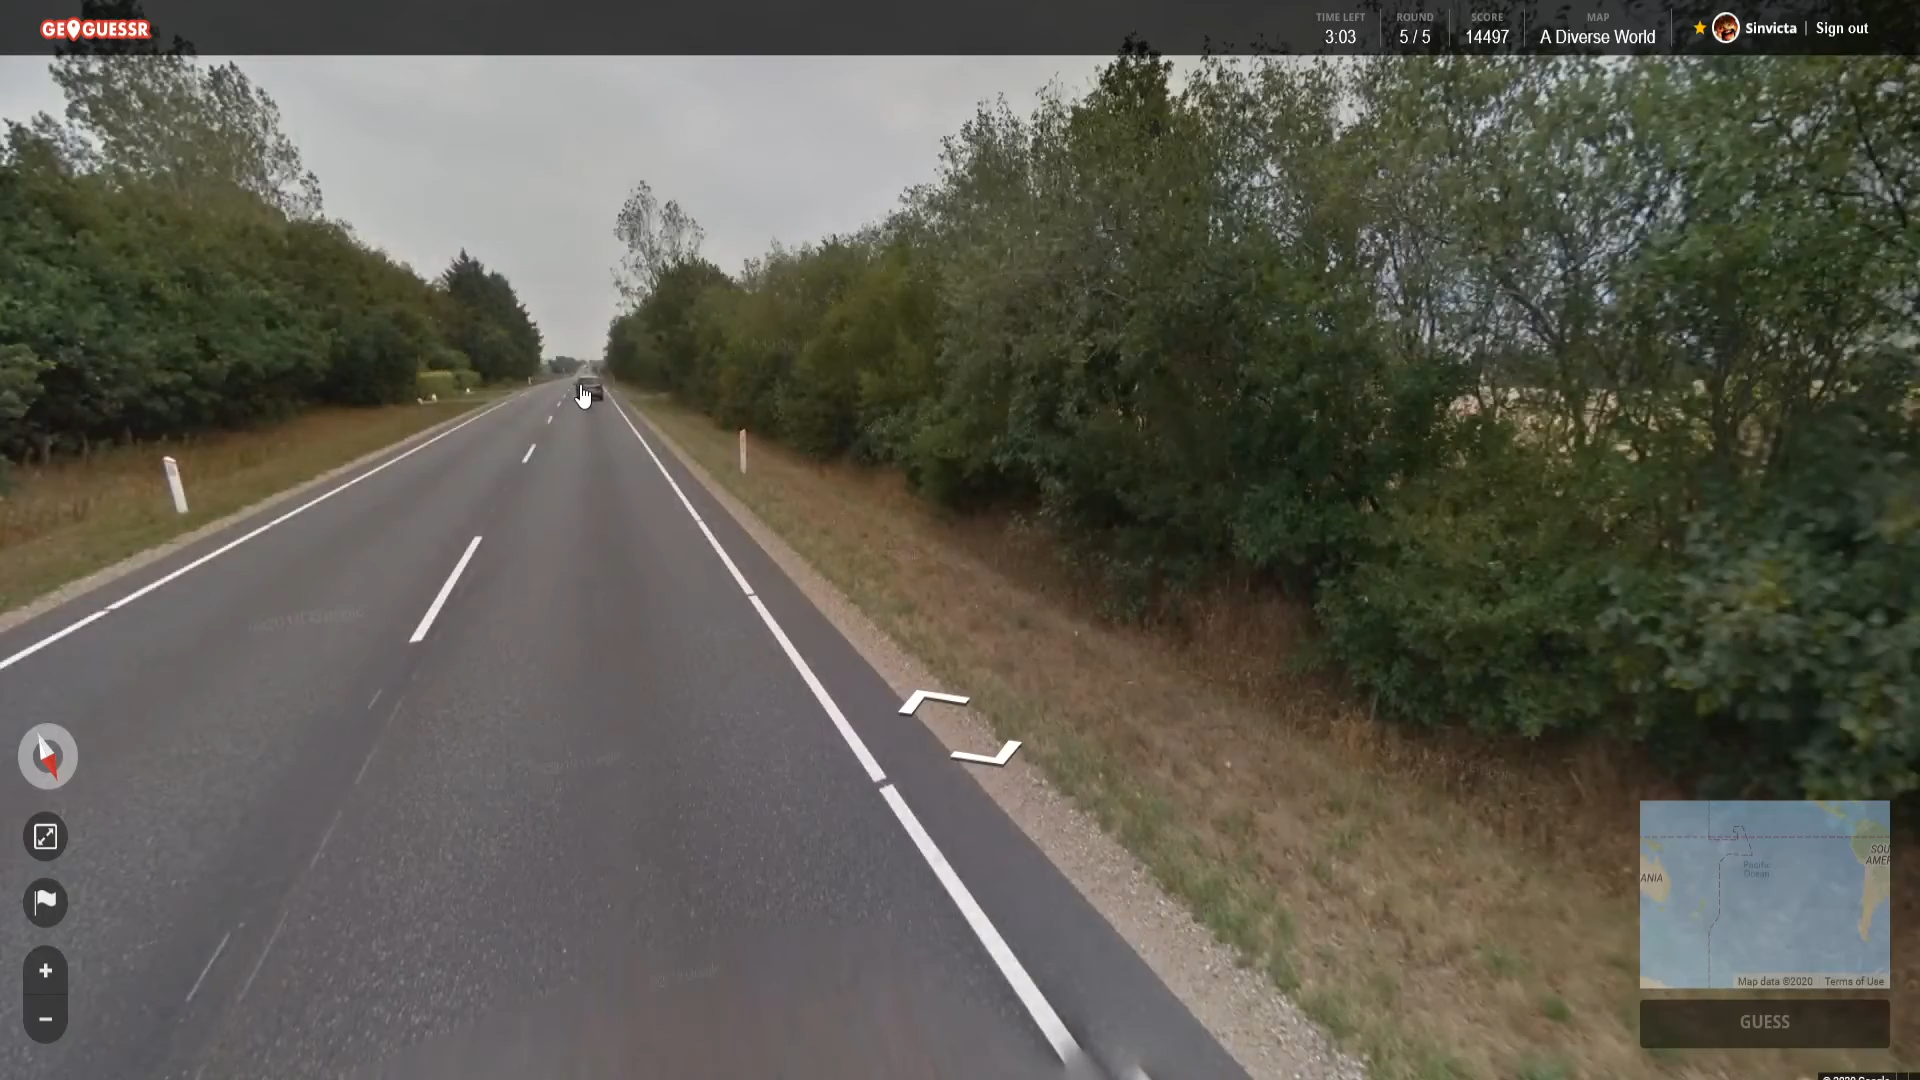 GEOGUESSR
TIME LEFT
3:03
ROUND
5 / 5
SCORE
14497
MAP
A Diverse World
Sinvicta
Sign out
ANIA
Pacific
Ocean
SOU
AMER
Map data ©2020
Terms of Use
GUESS